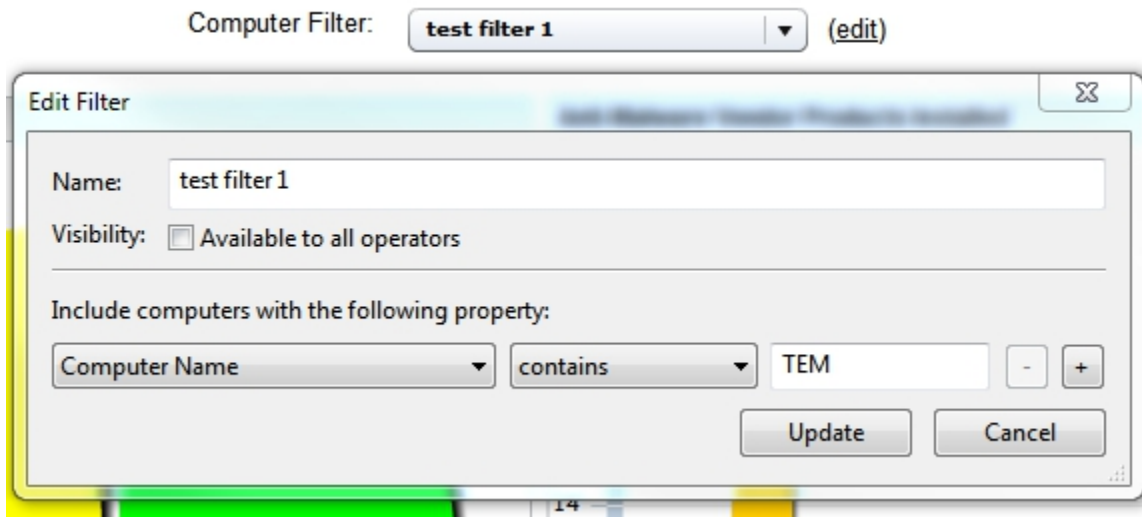 Computer Filter: test filter 1 (edit)
Edit Filter
Name: test filter 1
Visibility: Available to all operators
Include computers with the following property:
Computer Name contains TEM - +
Update Cancel
14